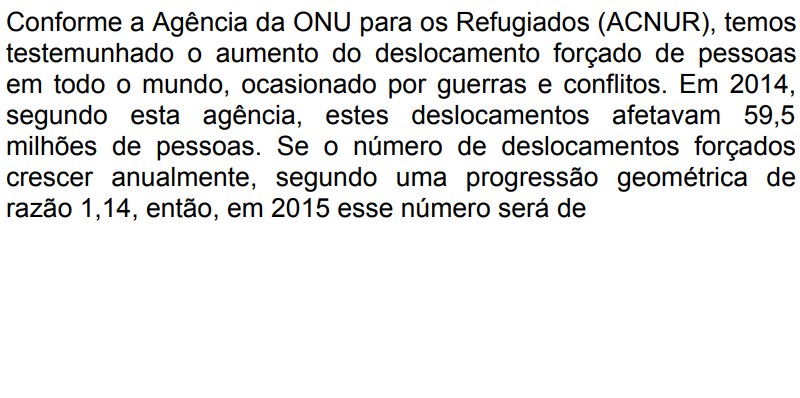 Conforme a Agência da ONU para os Refugiados (ACNUR), temos
testemunhado o aumento do deslocamento forçado de pessoas
em todo o mundo, ocasionado por guerras e conflitos. Em 2014,
segundo esta agência, estes deslocamentos afetavam 59,5
milhões de pessoas. Se o número de deslocamentos forçados
crescer anualmente, segundo uma progressão geométrica de
razão 1,14, então, em 2015 esse número será de